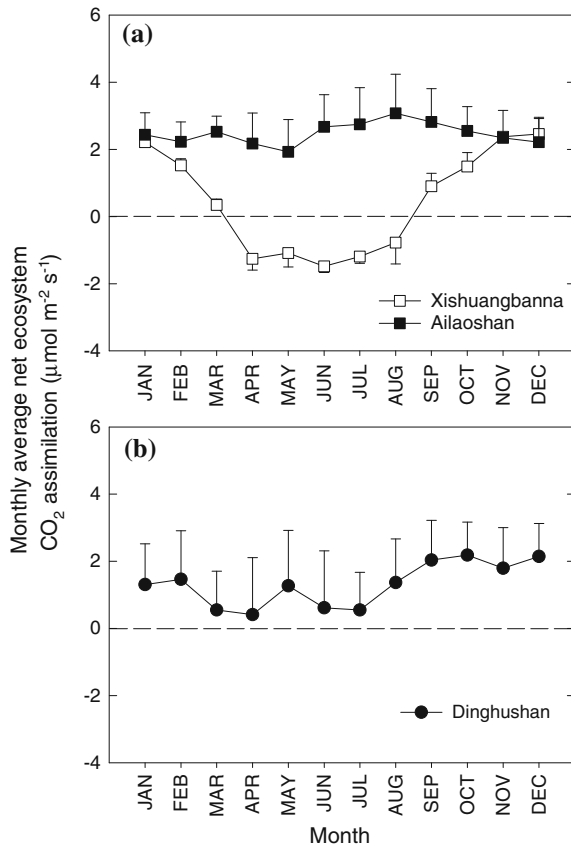 (a)
6
4
2
0
-2
-4
Xishuangbanna
Ailaoshan
JAN
FEB
MAR
APR
MAY
JUN
JUL
AUG
SEP
OCT
NOV
DEC
Monthly average net ecosystem
CO₂ assimilation (μmol m⁻² s⁻¹)
(b)
6
4
2
0
-2
-4
Dinghushan
JAN
FEB
MAR
APR
MAY
JUN
JUL
AUG
SEP
OCT
NOV
DEC
Month